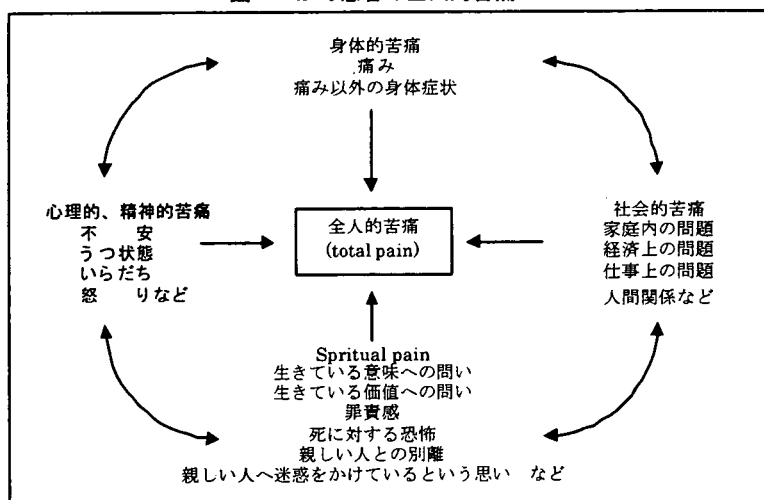 身体的苦痛
痛み
痛み以外の身体症状
心理的、精神的苦痛
不　　安
うつ状態
いらだち
怒　　りなど
全人的苦痛
(total pain)
社会的苦痛
家庭内の問題
経済上の問題
仕事上の問題
人間関係など
Spritual pain
生きている意味への問い
生きている価値への問い
罪責感
死に対する恐怖
親しい人との別離
親しい人へ迷惑をかけているという思い　など